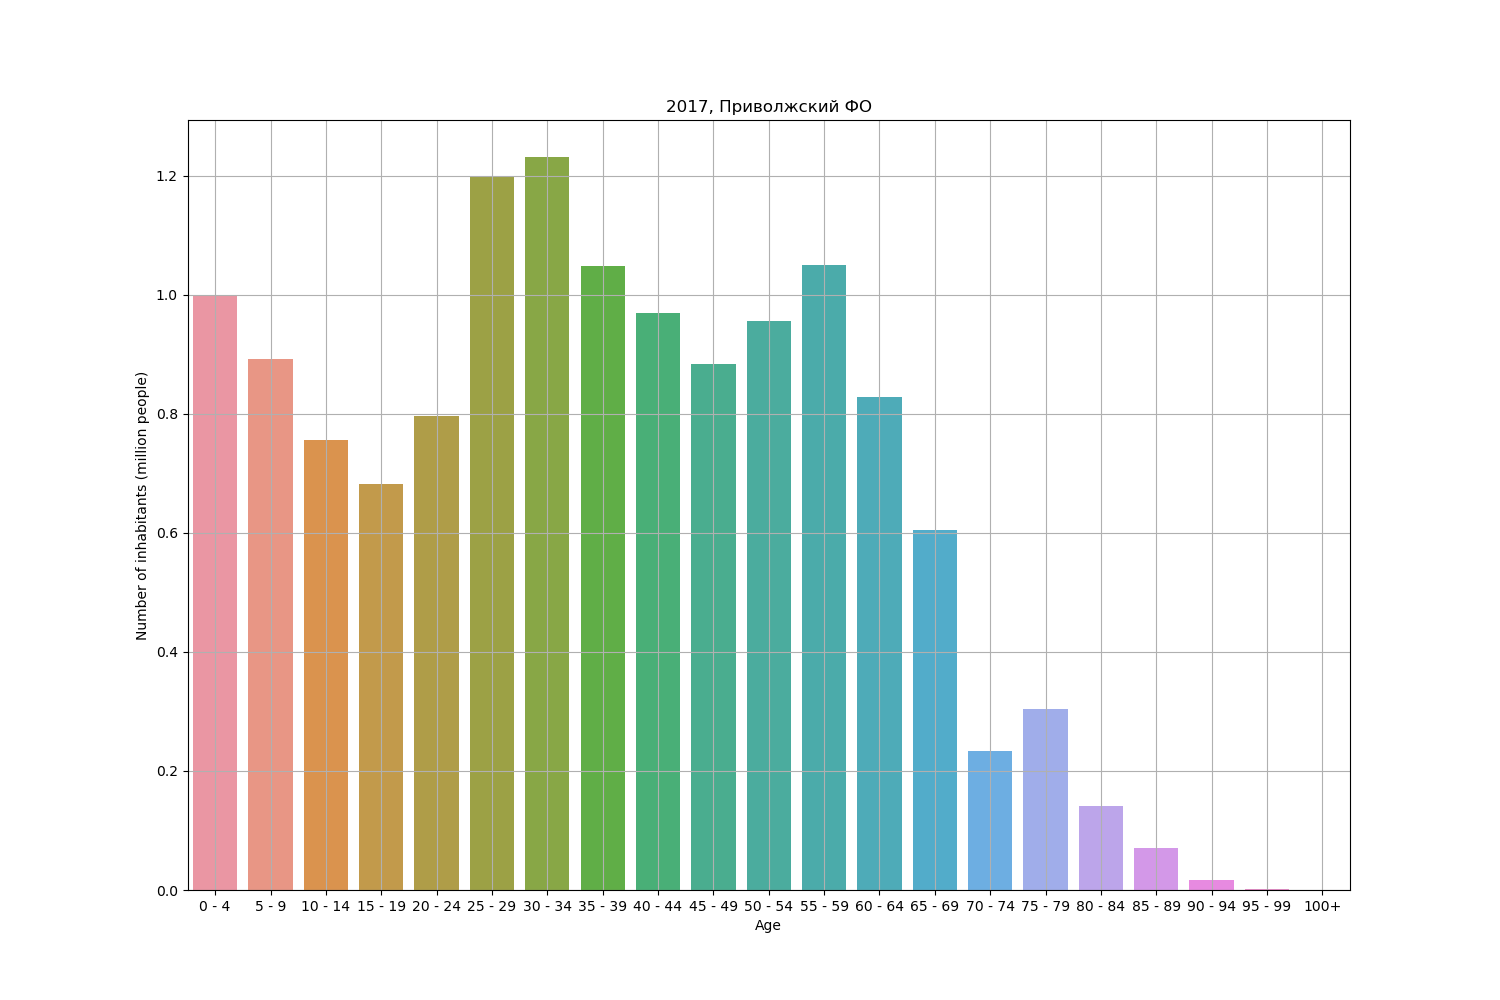 2017, Приволжский ФО
Number of inhabitants (million people)
1.2
1.0
0.8
0.6
0.4
0.2
0.0
0 - 4 5 - 9 10 - 14 15 - 19 20 - 24 25 - 29 30 - 34 35 - 39 40 - 44 45 - 49 50 - 54 55 - 59 60 - 64 65 - 69 70 - 74 75 - 79 80 - 84 85 - 89 90 - 94 95 - 99 100+
Age